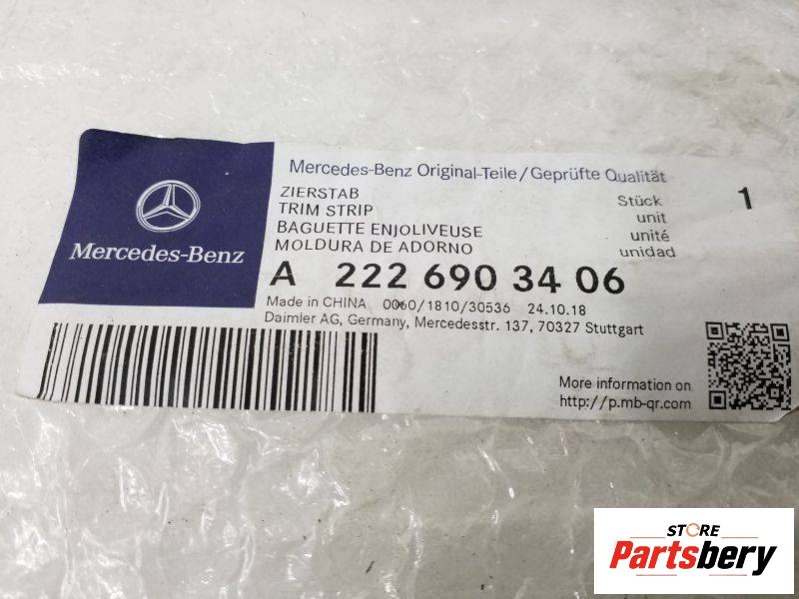 Mercedes-Benz
Mercedes-Benz Original-Teile/Geprüfte Qualität
ZIERSTAB
TRIM STRIP
BAGUETTE ENJOLIVEUSE
MOLDURA DE ADORNO
Stück
unit
unité
unidad
1
A 222 690 34 06
Made in CHINA 0060/1810/30536 24.10.18
Daimler AG, Germany, Mercedesstr. 137, 70327 Stuttgart
More information on
http://p.mb-qr.com
STORE
Partsbery